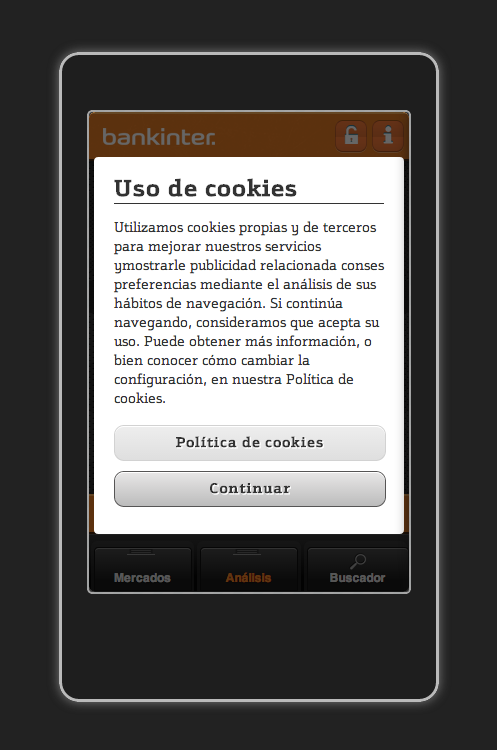 bankinter.
Uso de cookies
Utilizamos cookies propias y de terceros
para mejorar nuestros servicios
ymostrarle publicidad relacionada conses
preferencias mediante el análisis de sus
hábitos de navegación. Si continúa
navegando, consideramos que acepta su
uso. Puede obtener más información, o
bien conocer cómo cambiar la
configuración, en nuestra Política de
cookies.
Política de cookies
Continuar
Mercados Análisis Buscador